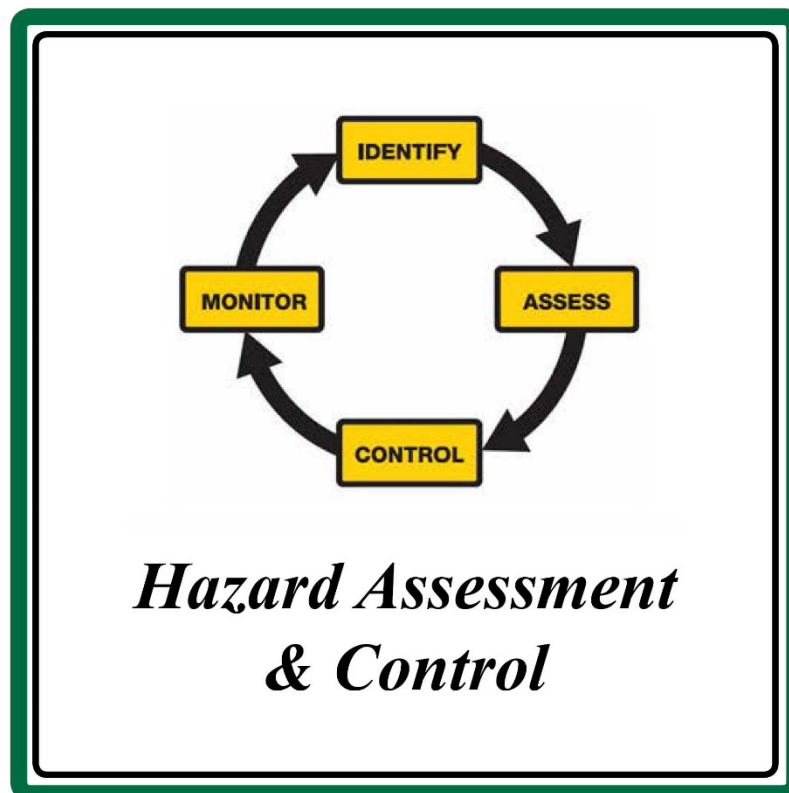 IDENTIFY
ASSESS
CONTROL
MONITOR
Hazard Assessment
& Control